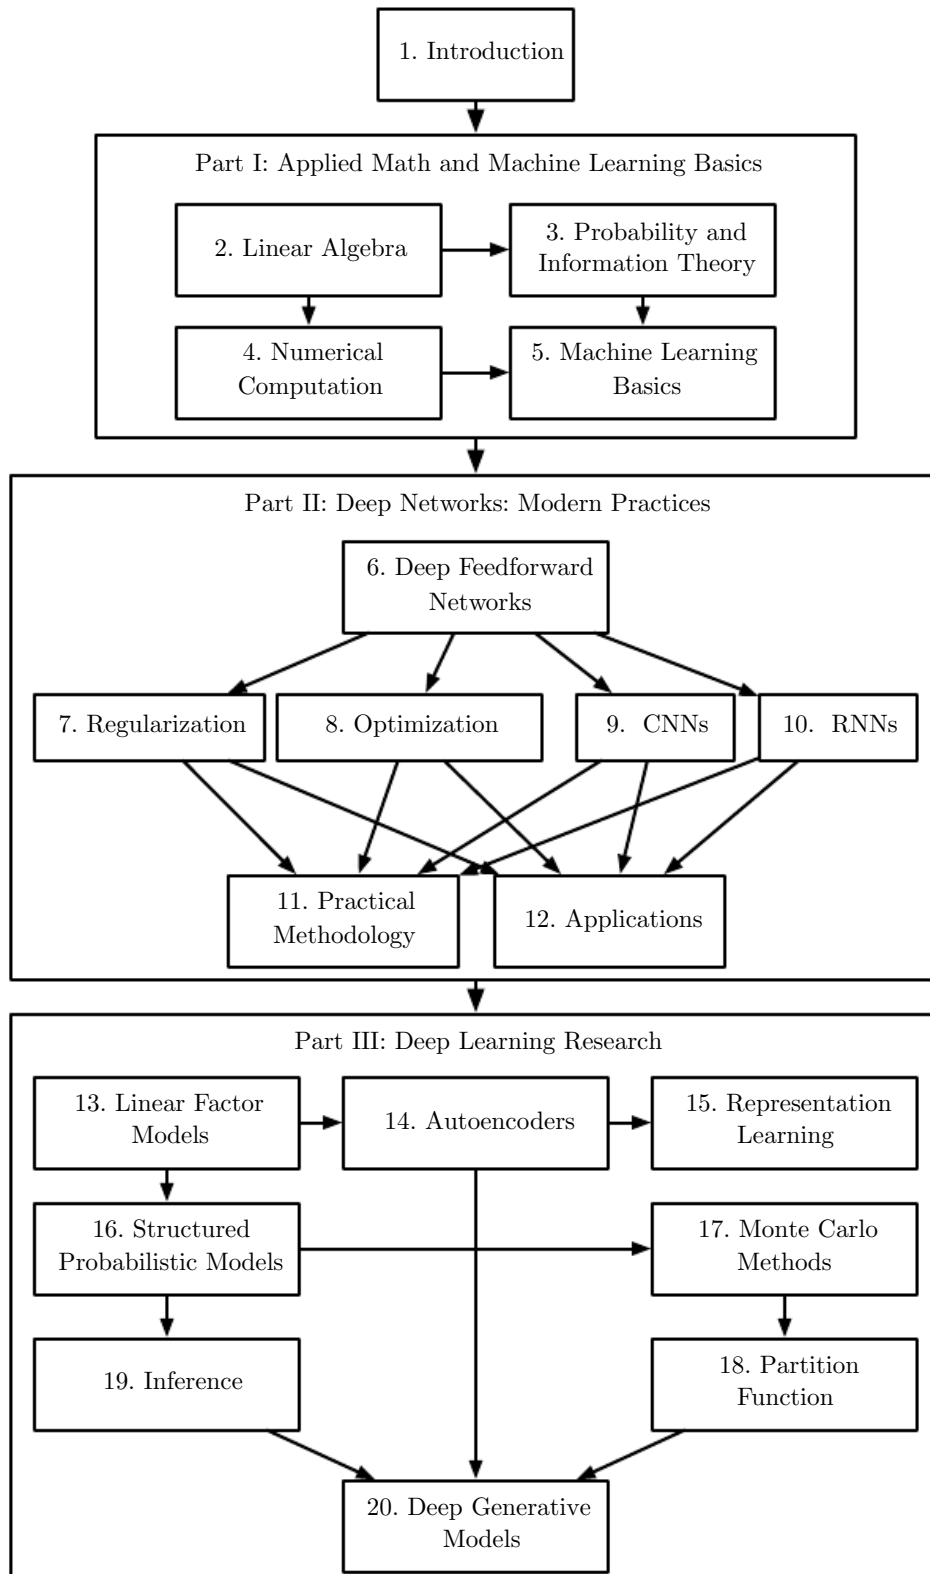 1. Introduction
Part I: Applied Math and Machine Learning Basics
2. Linear Algebra
3. Probability and
Information Theory
4. Numerical
Computation
5. Machine Learning
Basics
Part II: Deep Networks: Modern Practices
6. Deep Feedforward
Networks
7. Regularization
8. Optimization
9. CNNs
10. RNNs
11. Practical
Methodology
12. Applications
Part III: Deep Learning Research
13. Linear Factor
Models
14. Autoencoders
15. Representation
Learning
16. Structured
Probabilistic Models
17. Monte Carlo
Methods
19. Inference
18. Partition
Function
20. Deep Generative
Models